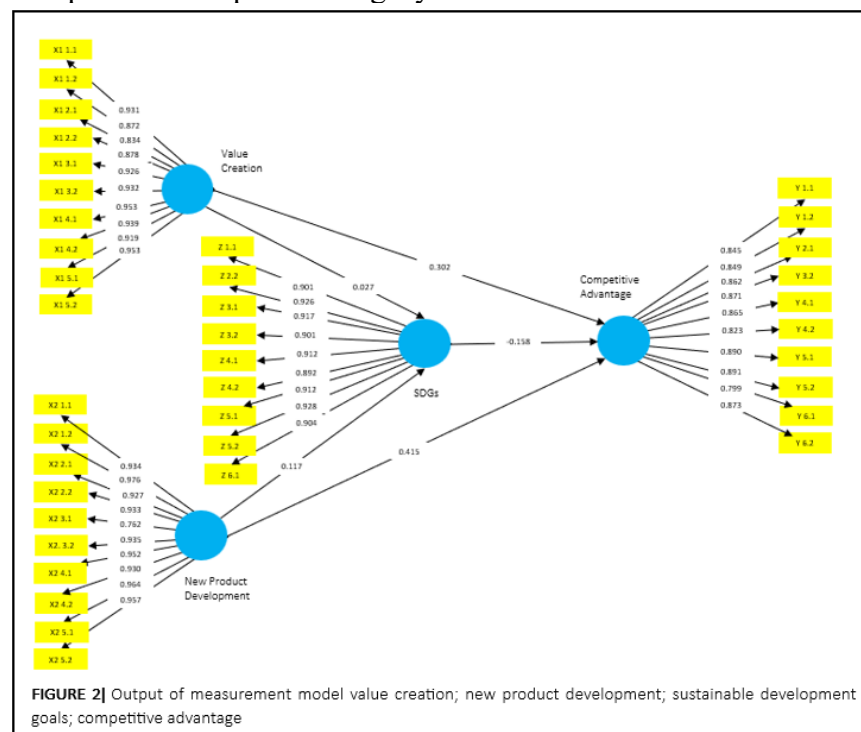 X1 1.1
X1 1.2
X1 2.1
X1 2.2
X1 3.1
X1 3.2
X1 4.1
X1 4.2
X1 5.1
X1 5.2
0.931
0.872
0.834
0.878
0.926
0.932
0.953
0.939
0.919
0.953
Value
Creation
Z 1.1
Z 2.2
Z 3.1
Z 3.2
Z 4.1
Z 4.2
Z 5.1
Z 5.2
Z 6.1
0.901
0.926
0.917
0.901
0.912
0.892
0.912
0.928
0.904
0.027
0.302
SDGs
-0.158
0.117
0.415
Competitive
Advantage
0.845
0.849
0.862
0.871
0.865
0.823
0.890
0.891
0.799
0.873
Y 1.1
Y 1.2
Y 2.1
Y 3.2
Y 4.1
Y 4.2
Y 5.1
Y 5.2
Y 6.1
Y 6.2
X2 1.1
X2 1.2
X2 2.1
X2 2.2
X2 3.1
X2. 3.2
X2 4.1
X2 4.2
X2 5.1
X2 5.2
0.934
0.976
0.927
0.933
0.762
0.935
0.952
0.930
0.964
0.957
New Product
Development
FIGURE 2| Output of measurement model value creation; new product development; sustainable development
goals; competitive advantage